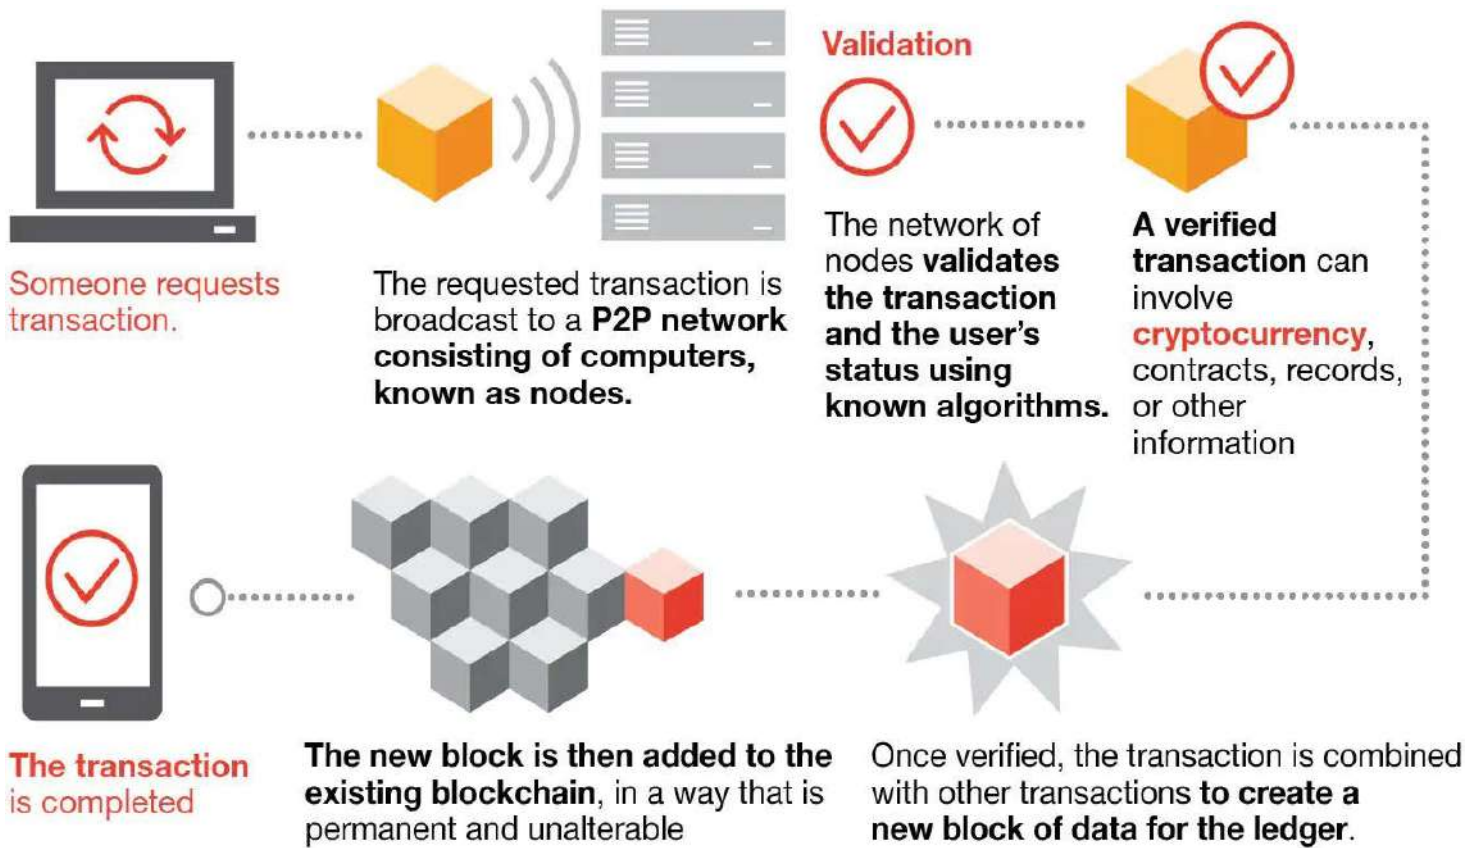 Someone requests
transaction.
The requested transaction is
broadcast to a P2P network
consisting of computers,
known as nodes.
Validation
The network of
nodes validates
the transaction
and the user’s
status using
known algorithms.
A verified
transaction can
involve
cryptocurrency,
contracts, records,
or other
information
Once verified, the transaction is combined
with other transactions to create a
new block of data for the ledger.
The new block is then added to the
existing blockchain, in a way that is
permanent and unalterable
The transaction
is completed